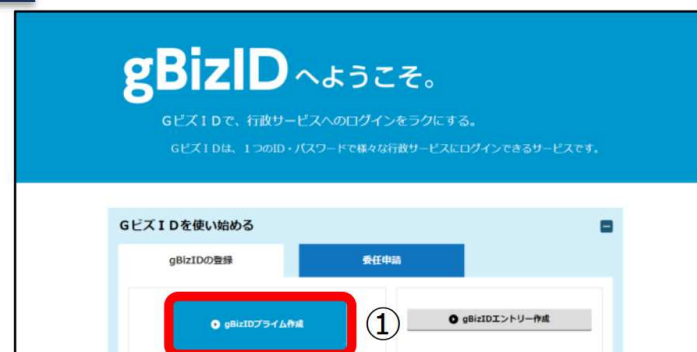 gBizIDへようこそ。
GビズIDで、行政サービスへのログインをラクにする。
GビズIDは、1つのID・パスワードで様々な行政サービスにログインできるサービスです。
GビズIDを使い始める
gBizIDの登録
委任申請
gBizIDプライム作成
①
gBizIDエントリー作成